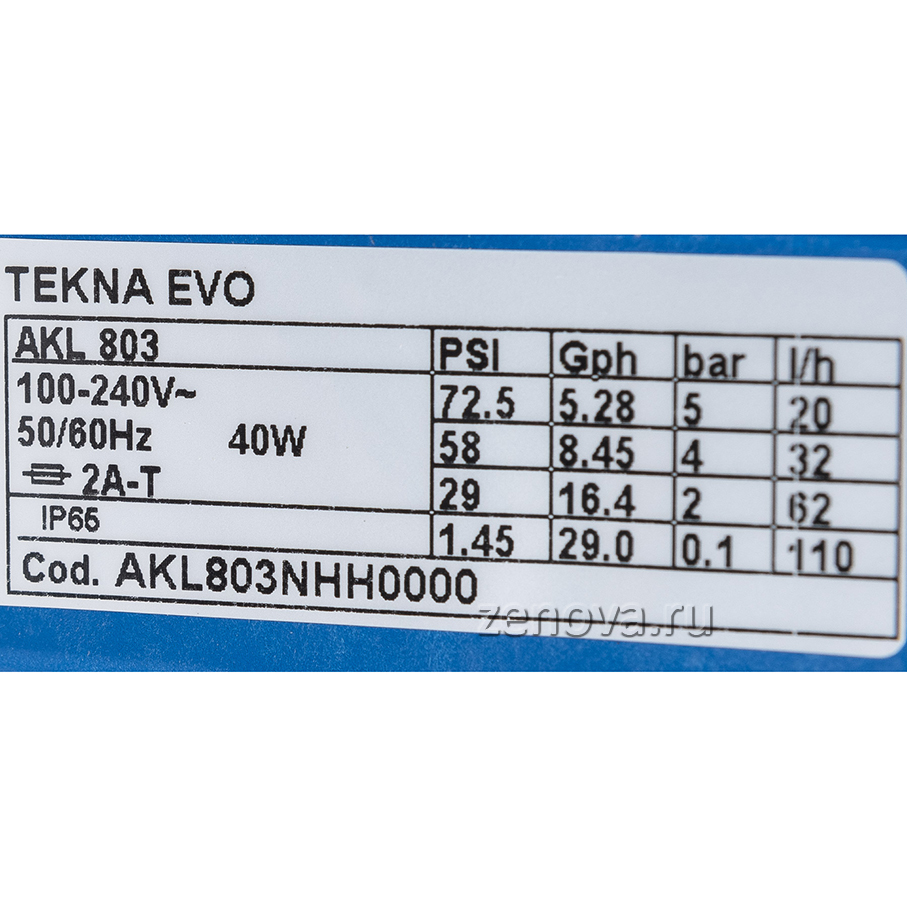 TEKNA EVO
AKL 803 PSI Gph bar l/h
100-240V~ 72.5 5.28 5 20
50/60Hz 40W 58 8.45 4 32
2A-T 29 16.4 2 62
IP65 1.45 29.0 0.1 110
Cod. AKL803NHH0000
zenova.ru